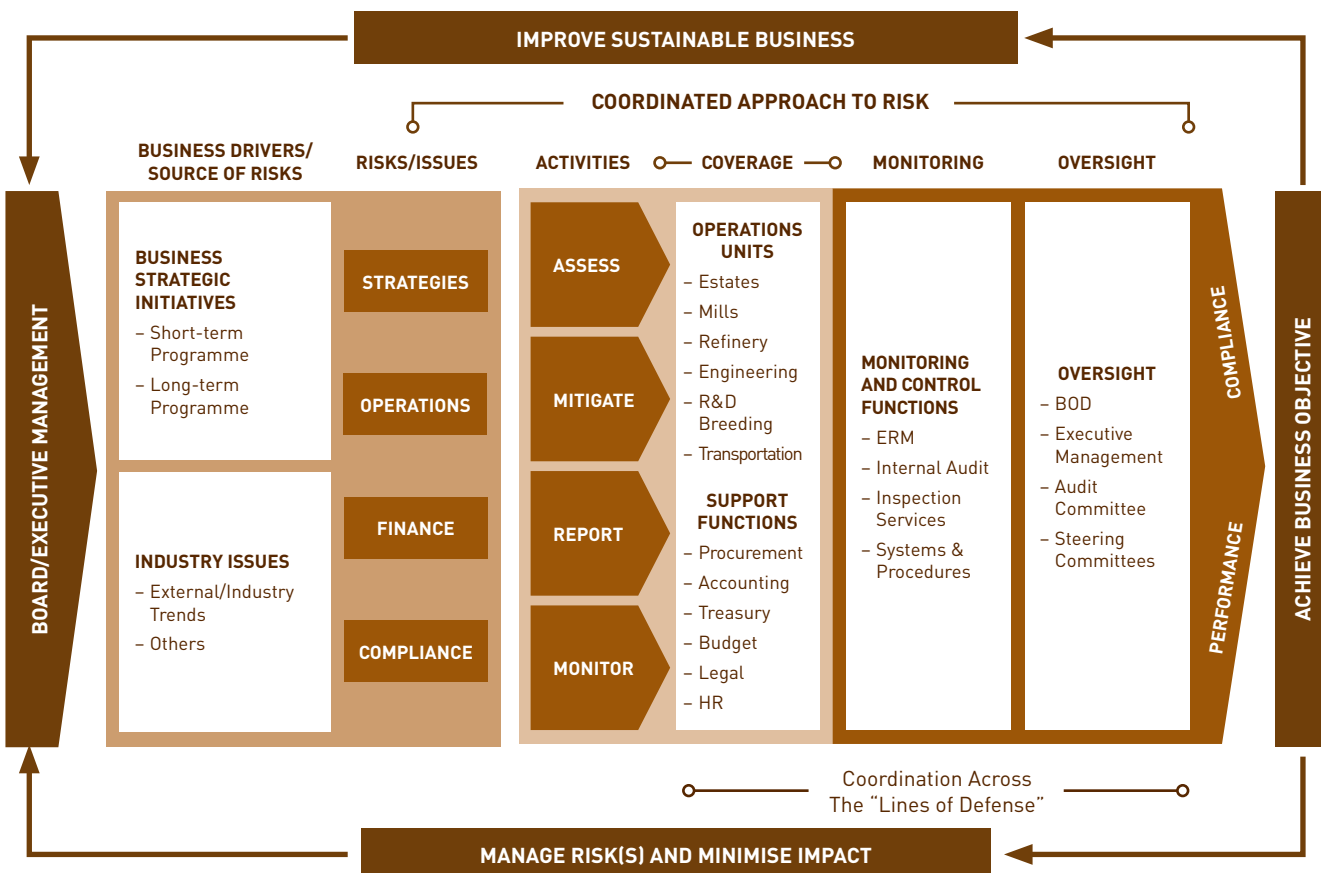 IMPROVE SUSTAINABLE BUSINESS
COORDINATED APPROACH TO RISK
BUSINESS DRIVERS/
SOURCE OF RISKS
RISKS/ISSUES
ACTIVITIES
COVERAGE
MONITORING
OVERSIGHT
BOARD/EXECUTIVE MANAGEMENT
BUSINESS
STRATEGIC
INITIATIVES
– Short-term
Programme
– Long-term
Programme
INDUSTRY ISSUES
– External/Industry
Trends
– Others
STRATEGIES
OPERATIONS
FINANCE
COMPLIANCE
ASSESS
MITIGATE
REPORT
MONITOR
OPERATIONS
UNITS
– Estates
– Mills
– Refinery
– Engineering
– R&D
Breeding
– Transportation
SUPPORT
FUNCTIONS
– Procurement
– Accounting
– Treasury
– Budget
– Legal
– HR
MONITORING
AND CONTROL
FUNCTIONS
– ERM
– Internal Audit
– Inspection
Services
– Systems &
Procedures
OVERSIGHT
– BOD
– Executive
Management
– Audit
Committee
– Steering
Committees
COMPLIANCE
PERFORMANCE
ACHIEVE BUSINESS OBJECTIVE
Coordination Across
The “Lines of Defense”
MANAGE RISK(S) AND MINIMISE IMPACT